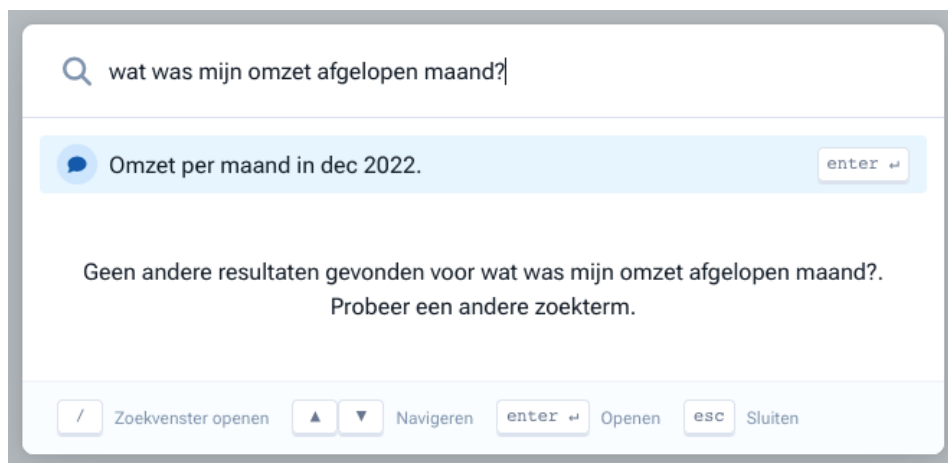 wat was mijn omzet afgelopen maand?
Omzet per maand in dec 2022. enter ↵
Geen andere resultaten gevonden voor wat was mijn omzet afgelopen maand?.
Probeer een andere zoekterm.
/ Zoekvenster openen ▲ ▼ Navigeren enter ↵ Openen esc Sluiten